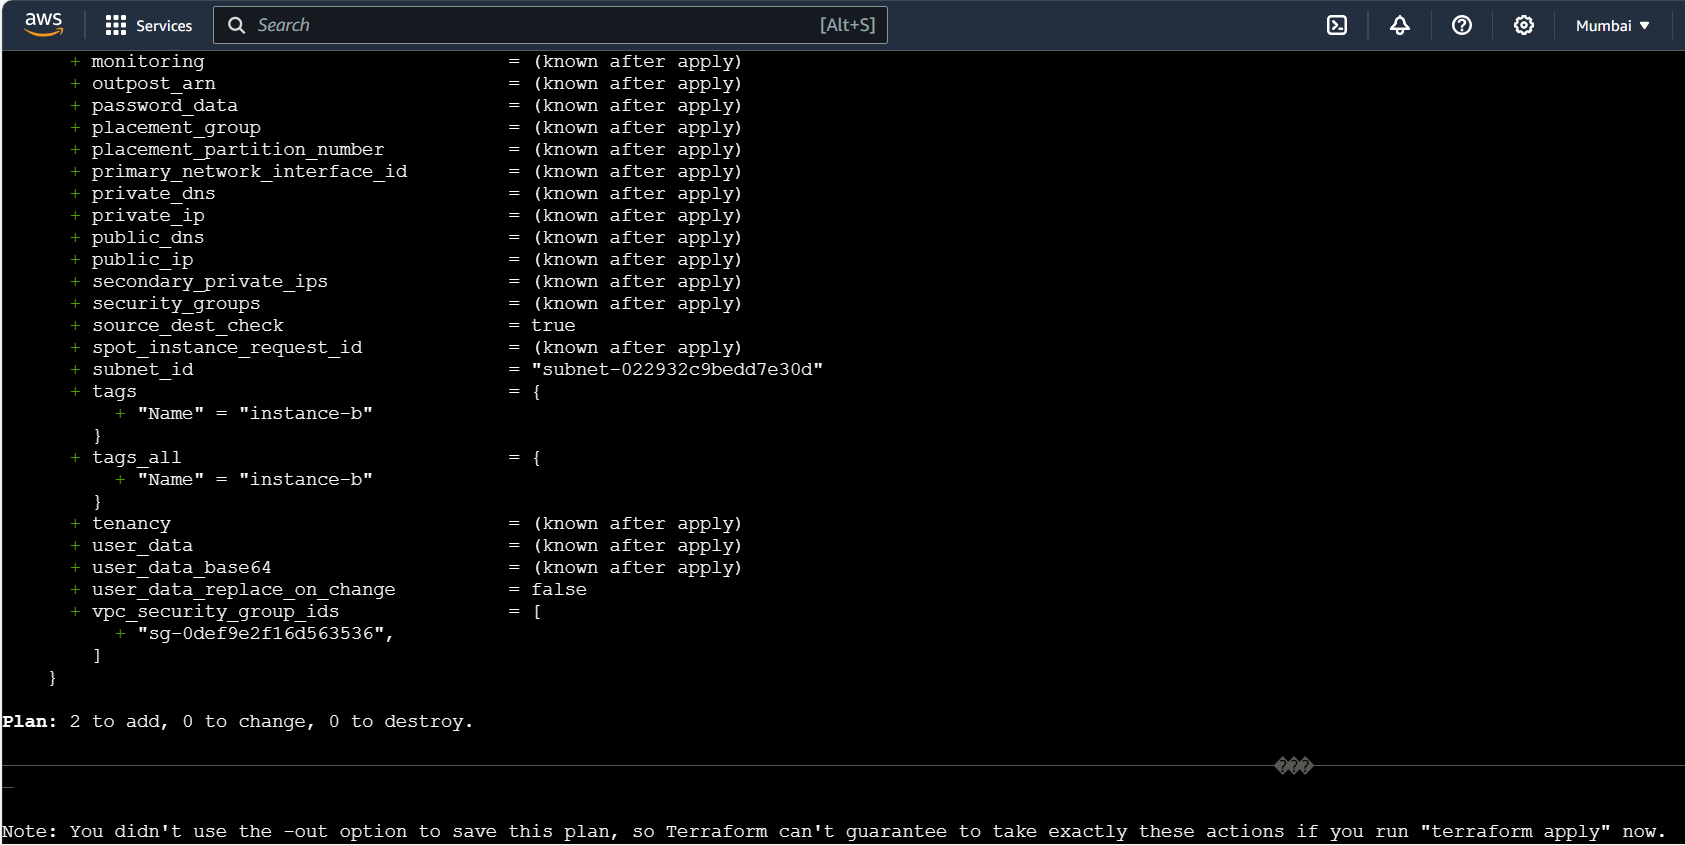 aws Services Search [Alt+S] Mumbai
+ monitoring = (known after apply)
+ outpost_arn = (known after apply)
+ password_data = (known after apply)
+ placement_group = (known after apply)
+ placement_partition_number = (known after apply)
+ primary_network_interface_id = (known after apply)
+ private_dns = (known after apply)
+ private_ip = (known after apply)
+ public_dns = (known after apply)
+ public_ip = (known after apply)
+ secondary_private_ips = (known after apply)
+ security_groups = (known after apply)
+ source_dest_check = true
+ spot_instance_request_id = (known after apply)
+ subnet_id = "subnet-022932c9bedd7e30d"
+ tags = {
+ "Name" = "instance-b"
}
+ tags_all = {
+ "Name" = "instance-b"
}
+ tenancy = (known after apply)
+ user_data = (known after apply)
+ user_data_base64 = (known after apply)
+ user_data_replace_on_change = false
+ vpc_security_group_ids = [
+ "sg-0def9e2f16d563536",
]
}
Plan: 2 to add, 0 to change, 0 to destroy.
���
Note: You didn't use the -out option to save this plan, so Terraform can't guarantee to take exactly these actions if you run "terraform apply" now.